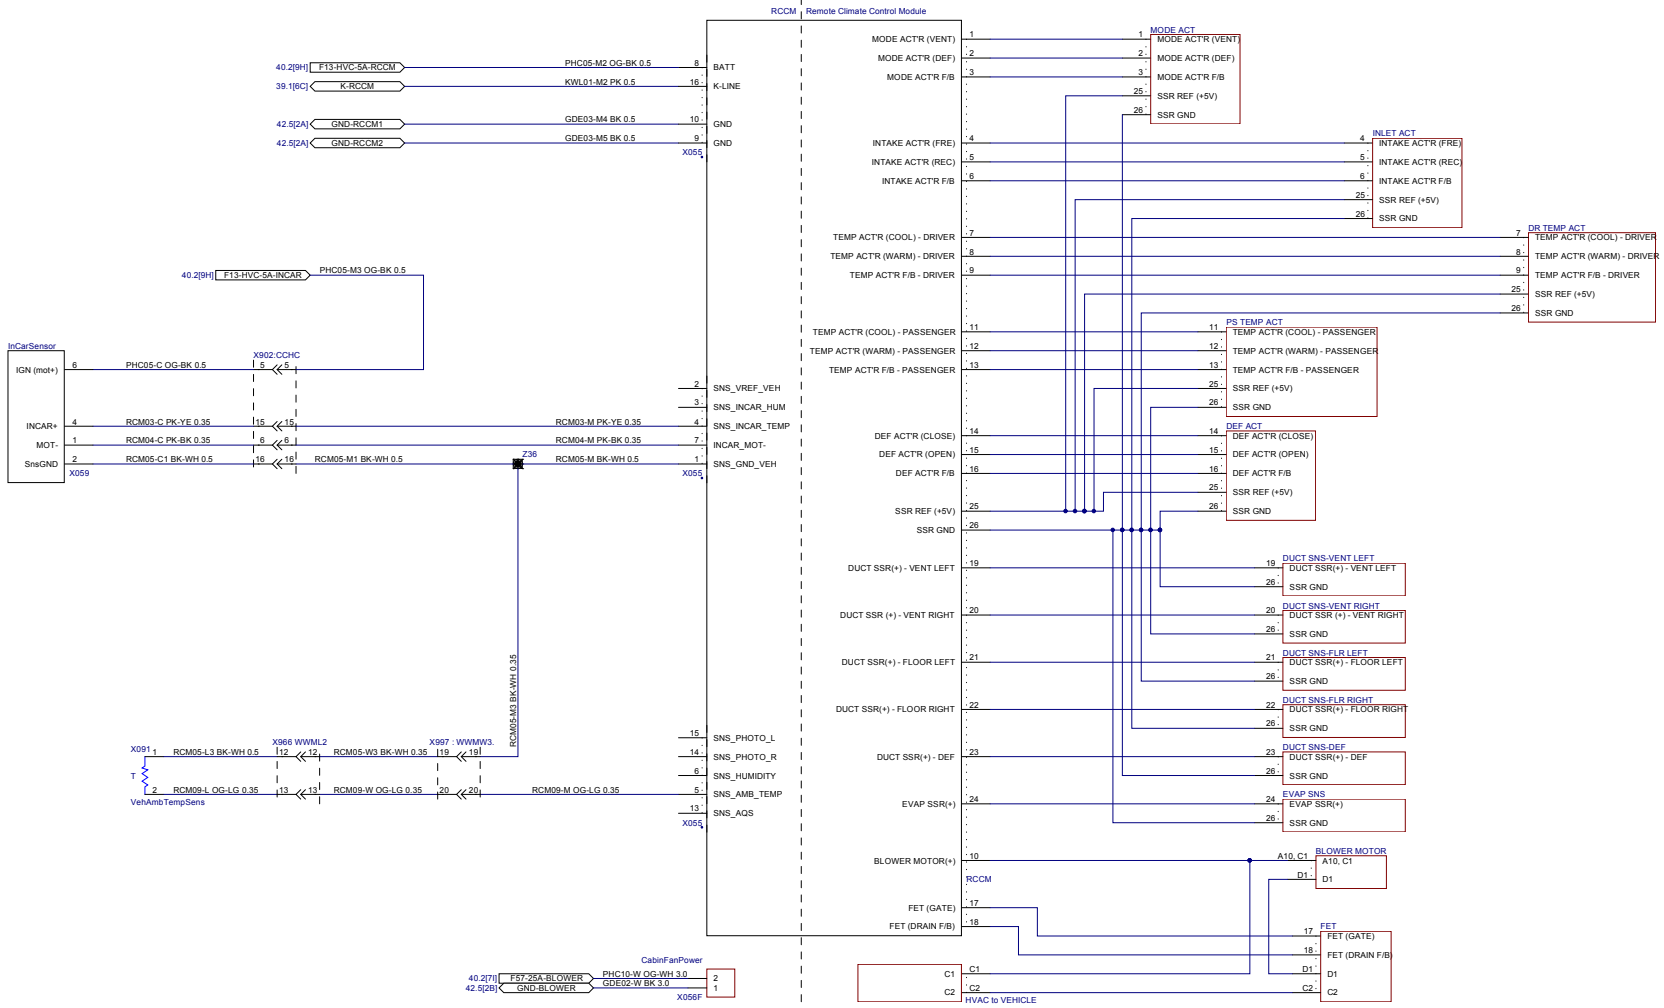 RCCM
Remote Climate Control Module
40.2[9H] F13-HVC-5A-RCCM PHC05-M2 OG-BK 0.5 8 BATT
39.1[6C] K-RCCM KWL01-M2 PK 0.5 16 K-LINE
42.5[2A] GND-RCCM1 GDE03-M4 BK 0.5 10 GND
42.5[2A] GND-RCCM2 GDE03-M5 BK 0.5 9 GND
X055
40.2[9H] F13-HVC-5A-INCAR PHC05-M3 OG-BK 0.5
InCarSensor
X902:CCHC
IGN (mot+) 6 PHC05-C OG-BK 0.5 5 5
2 SNS_VREF_VEH
3 SNS_INCAR_HUM
INCAR+ 4 RCM03-C PK-YE 0.35 15 15 RCM03-M PK-YE 0.35 4 SNS_INCAR_TEMP
MOT- 1 RCM04-C PK-BK 0.35 6 6 RCM04-M PK-BK 0.35 7 INCAR_MOT-
Z36
SnsGND 2 RCM05-C1 BK-WH 0.5 16 16 RCM05-M1 BK-WH 0.5 RCM05-M BK-WH 0.5 1 SNS_GND_VEH
X059
X055
RCM05-M3 BK-WH 0.35
15 SNS_PHOTO_L
X091 X966 WWML2 X997 : WWMW3.
1 RCM05-L3 BK-WH 0.5 12 12 RCM05-W3 BK-WH 0.35 19 19
14 SNS_PHOTO_R
T
6 SNS_HUMIDITY
2 RCM09-L OG-LG 0.35 13 13 RCM09-W OG-LG 0.35 20 20 RCM09-M OG-LG 0.35 5 SNS_AMB_TEMP
VehAmbTempSens
13 SNS_AQS
X055
CabinFanPower
40.2[7I] F57-25A-BLOWER PHC10-W OG-WH 3.0 2
42.5[2B] GND-BLOWER GDE02-W BK 3.0 1
X056F
MODE ACT
MODE ACT'R (VENT) 1 1 MODE ACT'R (VENT)
MODE ACT'R (DEF) 2 2 MODE ACT'R (DEF)
MODE ACT'R F/B 3 3 MODE ACT'R F/B
25 SSR REF (+5V)
26 SSR GND
INLET ACT
INTAKE ACT'R (FRE) 4 4 INTAKE ACT'R (FRE)
INTAKE ACT'R (REC) 5 5 INTAKE ACT'R (REC)
INTAKE ACT'R F/B 6 6 INTAKE ACT'R F/B
25 SSR REF (+5V)
26 SSR GND
DR TEMP ACT
TEMP ACT'R (COOL) - DRIVER 7 7 TEMP ACT'R (COOL) - DRIVER
TEMP ACT'R (WARM) - DRIVER 8 8 TEMP ACT'R (WARM) - DRIVER
TEMP ACT'R F/B - DRIVER 9 9 TEMP ACT'R F/B - DRIVER
25 SSR REF (+5V)
26 SSR GND
PS TEMP ACT
TEMP ACT'R (COOL) - PASSENGER 11 11 TEMP ACT'R (COOL) - PASSENGER
TEMP ACT'R (WARM) - PASSENGER 12 12 TEMP ACT'R (WARM) - PASSENGER
TEMP ACT'R F/B - PASSENGER 13 13 TEMP ACT'R F/B - PASSENGER
25 SSR REF (+5V)
26 SSR GND
DEF ACT
DEF ACT'R (CLOSE) 14 14 DEF ACT'R (CLOSE)
DEF ACT'R (OPEN) 15 15 DEF ACT'R (OPEN)
DEF ACT'R F/B 16 16 DEF ACT'R F/B
25 SSR REF (+5V)
SSR REF (+5V) 25 26 SSR GND
SSR GND 26
DUCT SNS-VENT LEFT
DUCT SSR(+) - VENT LEFT 19 19 DUCT SSR(+) - VENT LEFT
26 SSR GND
DUCT SNS-VENT RIGHT
DUCT SSR (+) - VENT RIGHT 20 20 DUCT SSR (+) - VENT RIGHT
26 SSR GND
DUCT SNS-FLR LEFT
DUCT SSR(+) - FLOOR LEFT 21 21 DUCT SSR(+) - FLOOR LEFT
26 SSR GND
DUCT SNS-FLR RIGHT
DUCT SSR(+) - FLOOR RIGHT 22 22 DUCT SSR(+) - FLOOR RIGHT
26 SSR GND
DUCT SNS-DEF
DUCT SSR(+) - DEF 23 23 DUCT SSR(+) - DEF
26 SSR GND
EVAP SNS
EVAP SSR(+) 24 24 EVAP SSR(+)
26 SSR GND
BLOWER MOTOR
BLOWER MOTOR(+) 10 A10, C1 A10, C1
RCCM
D1 D1
FET
FET (GATE) 17 17 FET (GATE)
FET (DRAIN F/B) 18 18 FET (DRAIN F/B)
C1 C1 D1 D1
C2 C2 C2 C2
HVAC to VEHICLE